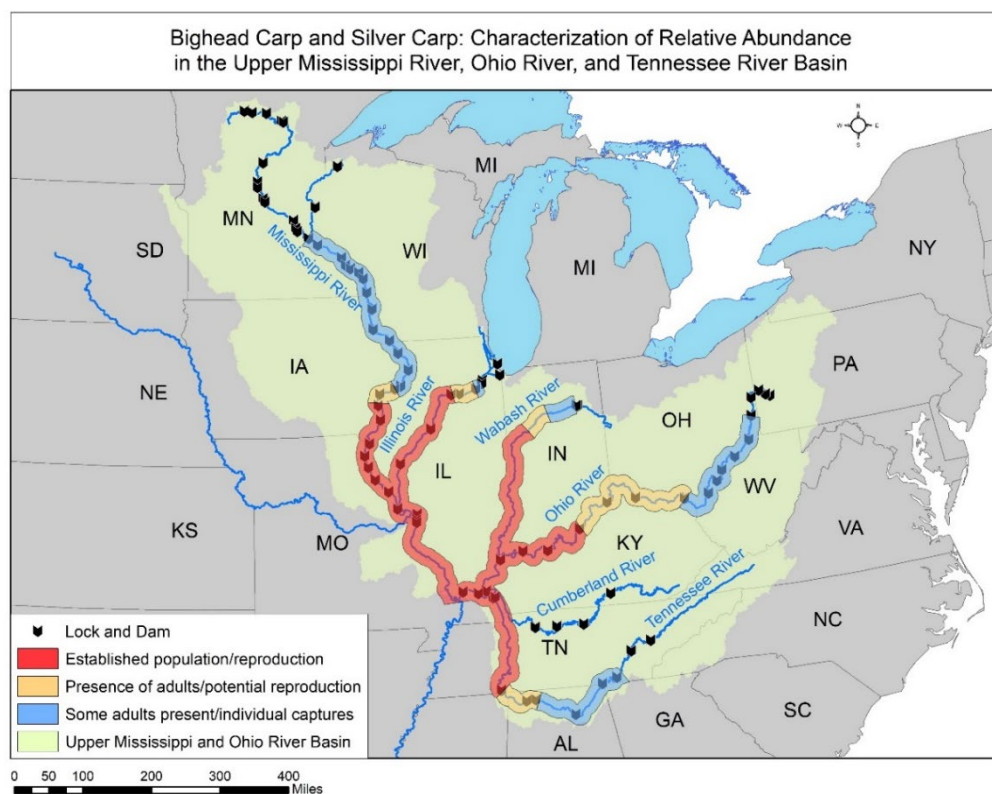 Bighead Carp and Silver Carp: Characterization of Relative Abundance
in the Upper Mississippi River, Ohio River, and Tennessee River Basin
N
W
E
S
MI
MN
WI
SD
MI
NY
Mississippi River
IA
PA
NE
Illinois River
Wabash River
OH
IN
IL
WV
Ohio River
KS
MO
KY
VA
Cumberland River
Tennessee River
TN
NC
SC
GA
AL
Lock and Dam
Established population/reproduction
Presence of adults/potential reproduction
Some adults present/individual captures
Upper Mississippi and Ohio River Basin
0 50 100 200 300 400
Miles